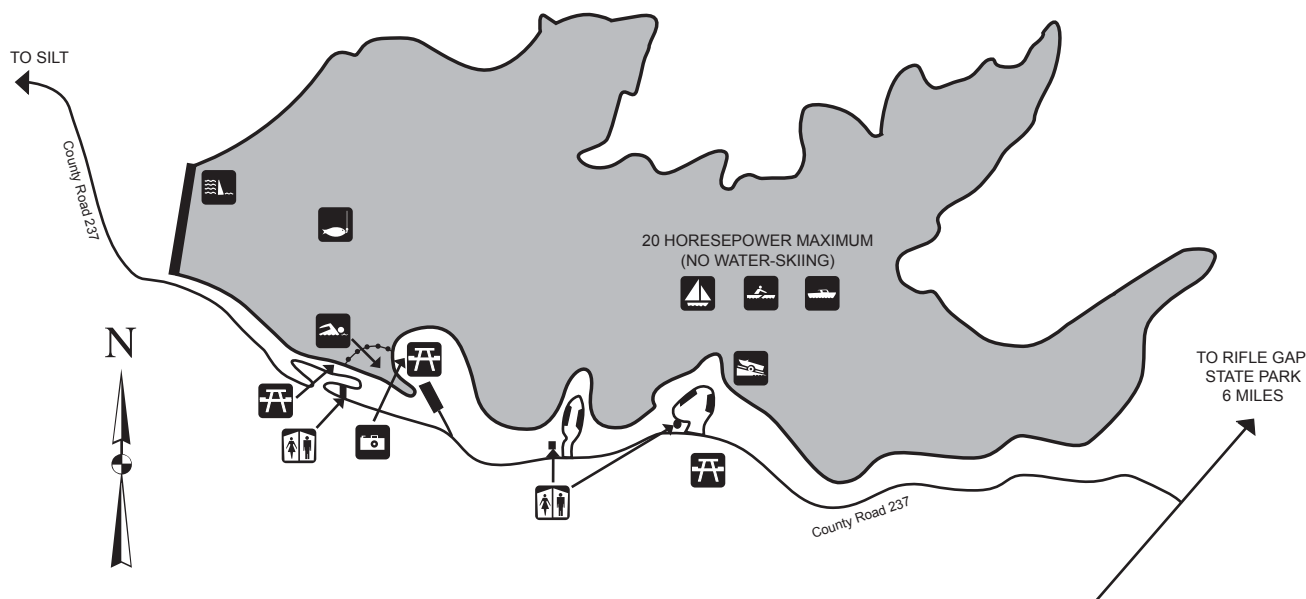 TO SILT
County Road 237
20 HORESEPOWER MAXIMUM
(NO WATER-SKIING)
N
TO RIFLE GAP
STATE PARK
6 MILES
County Road 237